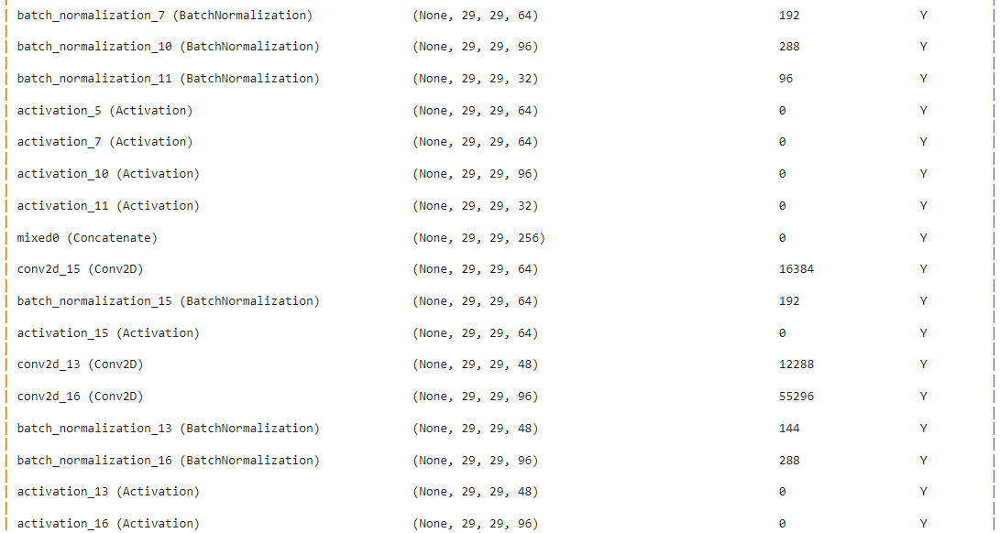 batch_normalization_7 (BatchNormalization) (None, 29, 29, 64) 192 Y
batch_normalization_10 (BatchNormalization) (None, 29, 29, 96) 288 Y
batch_normalization_11 (BatchNormalization) (None, 29, 29, 32) 96 Y
activation_5 (Activation) (None, 29, 29, 64) 0 Y
activation_7 (Activation) (None, 29, 29, 64) 0 Y
activation_10 (Activation) (None, 29, 29, 96) 0 Y
activation_11 (Activation) (None, 29, 29, 32) 0 Y
mixed0 (Concatenate) (None, 29, 29, 256) 0 Y
conv2d_15 (Conv2D) (None, 29, 29, 64) 16384 Y
batch_normalization_15 (BatchNormalization) (None, 29, 29, 64) 192 Y
activation_15 (Activation) (None, 29, 29, 64) 0 Y
conv2d_13 (Conv2D) (None, 29, 29, 48) 12288 Y
conv2d_16 (Conv2D) (None, 29, 29, 96) 55296 Y
batch_normalization_13 (BatchNormalization) (None, 29, 29, 48) 144 Y
batch_normalization_16 (BatchNormalization) (None, 29, 29, 96) 288 Y
activation_13 (Activation) (None, 29, 29, 48) 0 Y
activation_16 (Activation) (None, 29, 29, 96) 0 Y